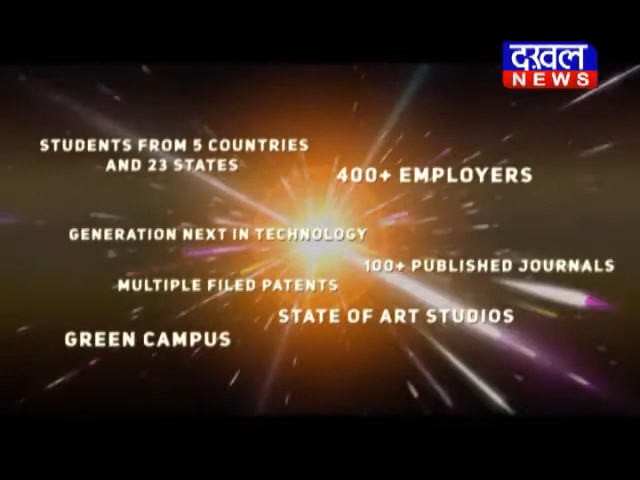 दख़ल
NEWS
STUDENTS FROM 5 COUNTRIES
AND 23 STATES
400+ EMPLOYERS
GENERATION NEXT IN TECHNOLOGY
100+ PUBLISHED JOURNALS
MULTIPLE FILED PATENTS
STATE OF ART STUDIOS
GREEN CAMPUS